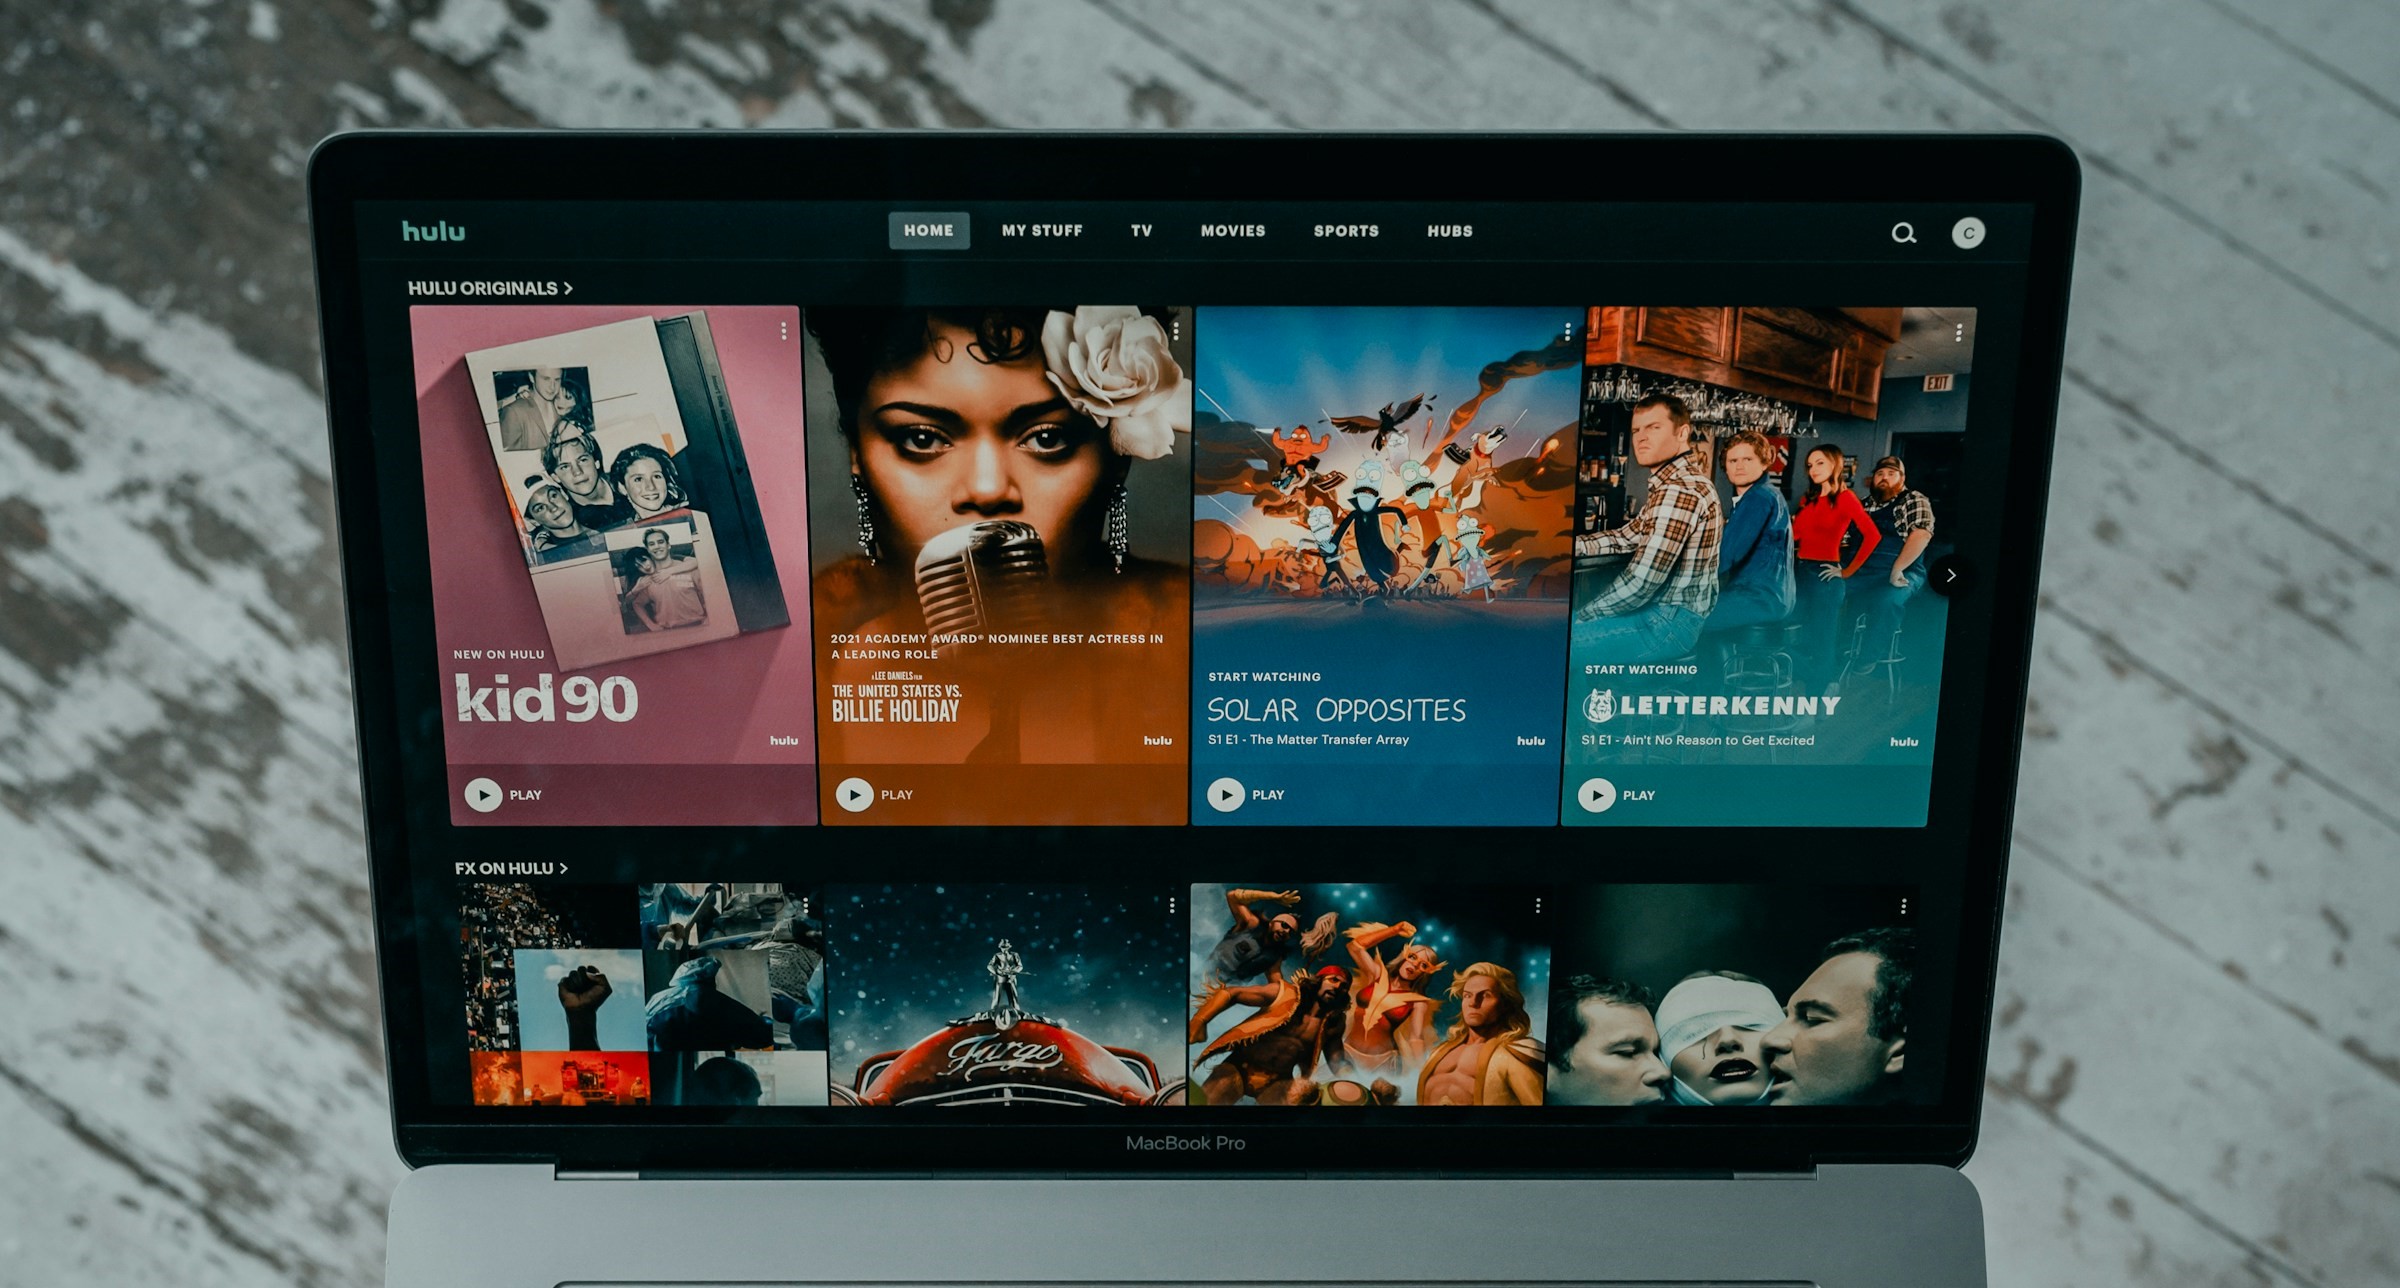 hulu
HOME MY STUFF TV MOVIES SPORTS HUBS
C
HULU ORIGINALS >
NEW ON HULU
kid90
hulu
PLAY
2021 ACADEMY AWARD® NOMINEE BEST ACTRESS IN
A LEADING ROLE
A LEE DANIELS FILM
THE UNITED STATES VS.
BILLIE HOLIDAY
hulu
PLAY
START WATCHING
SOLAR OPPOSITES
S1 E1 - The Matter Transfer Array
hulu
PLAY
EXIT
START WATCHING
LETTERKENNY
S1 E1 - Ain't No Reason to Get Excited
hulu
PLAY
FX ON HULU >
Fargo
MacBook Pro